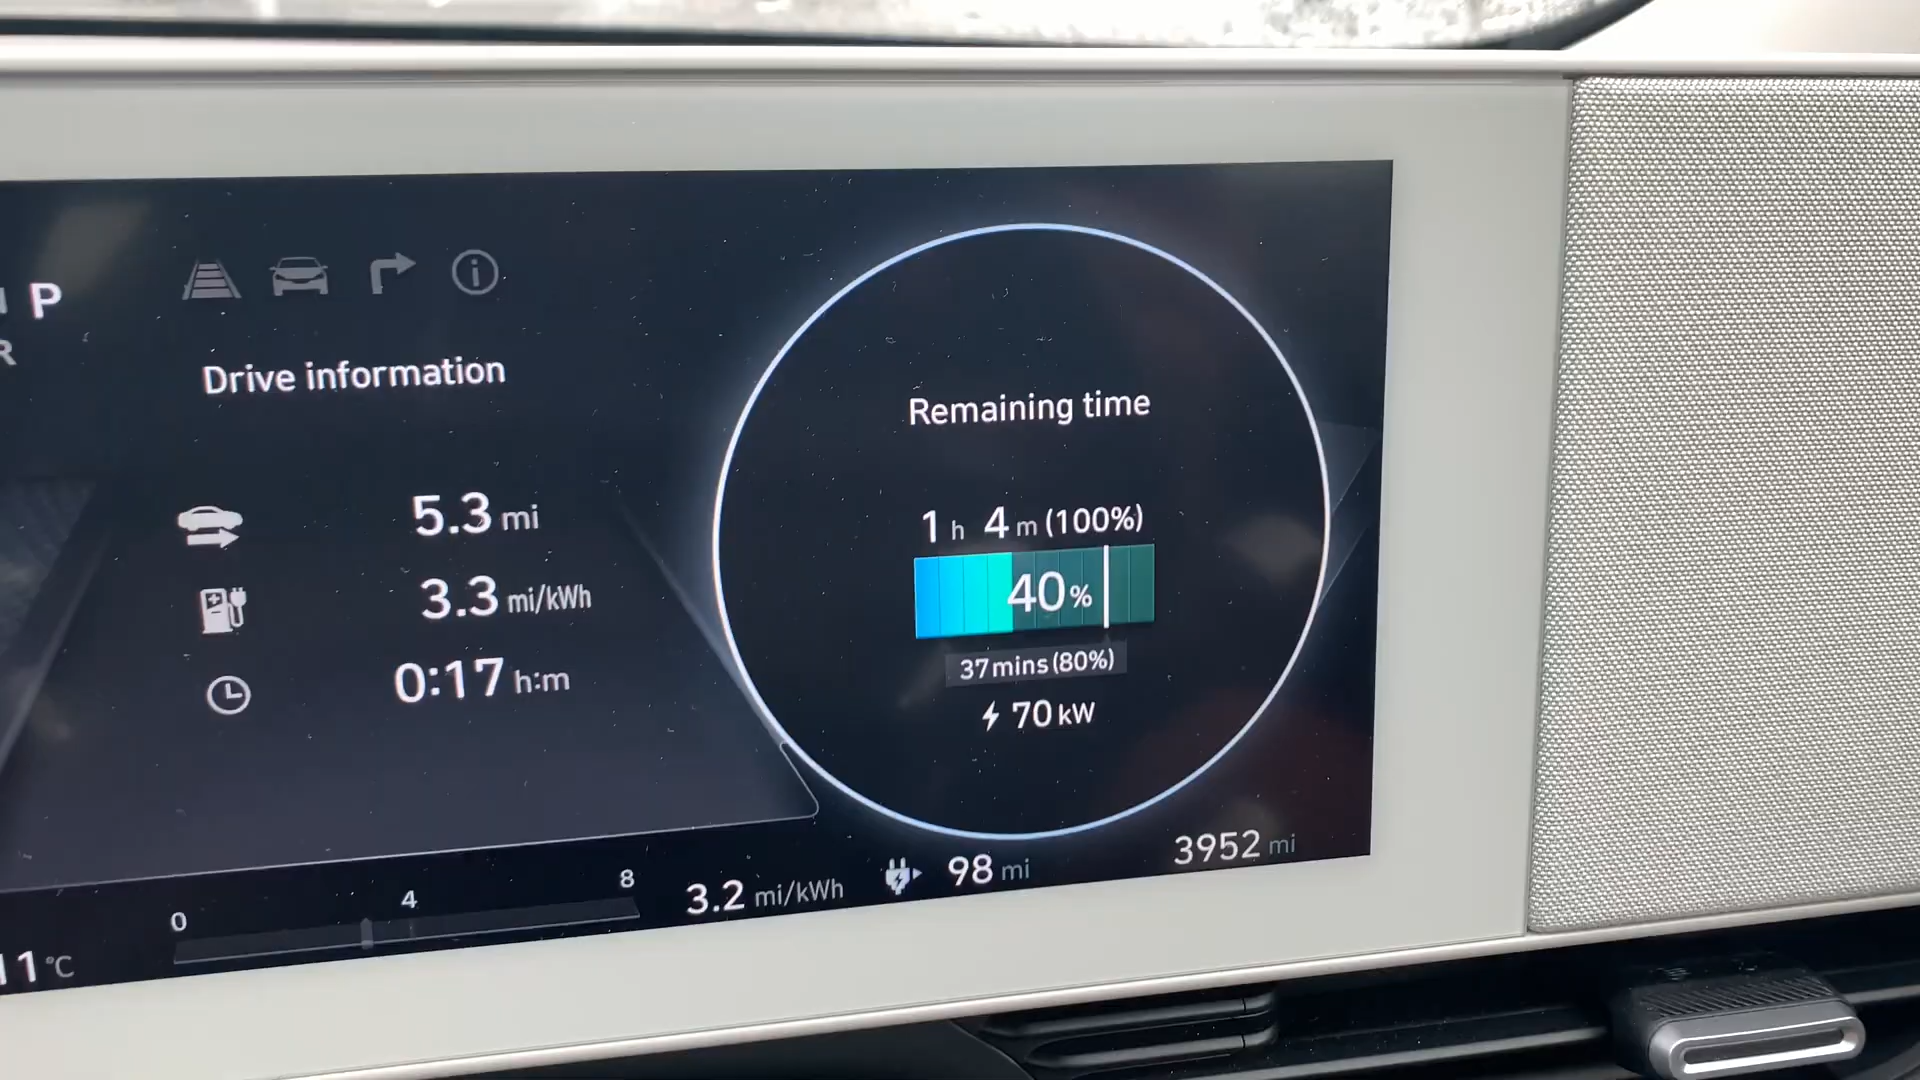 P
R
Drive information
5.3 mi
3.3 mi/kWh
0:17 h:m
Remaining time
1 h 4 m (100%)
40%
37 mins (80%)
70 kW
0 4 8
3.2 mi/kWh
98 mi
3952 mi
11°C